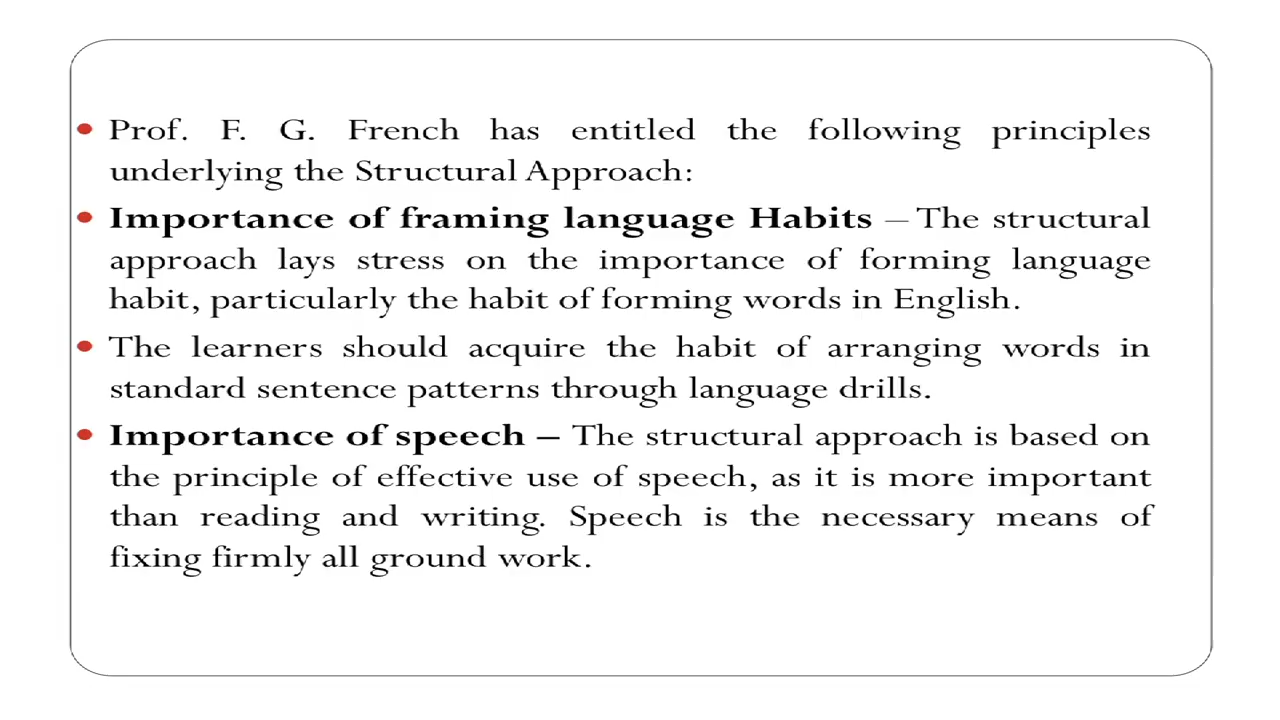 • Prof. F. G. French has entitled the following principles
underlying the Structural Approach:
• Importance of framing language Habits – The structural
approach lays stress on the importance of forming language
habit, particularly the habit of forming words in English.
• The learners should acquire the habit of arranging words in
standard sentence patterns through language drills.
• Importance of speech – The structural approach is based on
the principle of effective use of speech, as it is more important
than reading and writing. Speech is the necessary means of
fixing firmly all ground work.